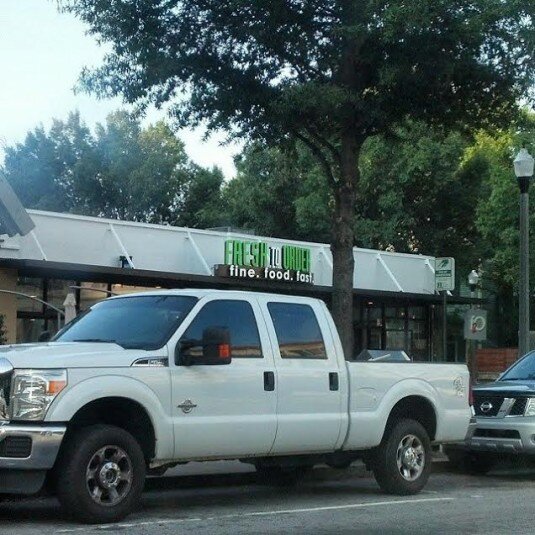 FRESH TO ORDER
fine. food. fast.